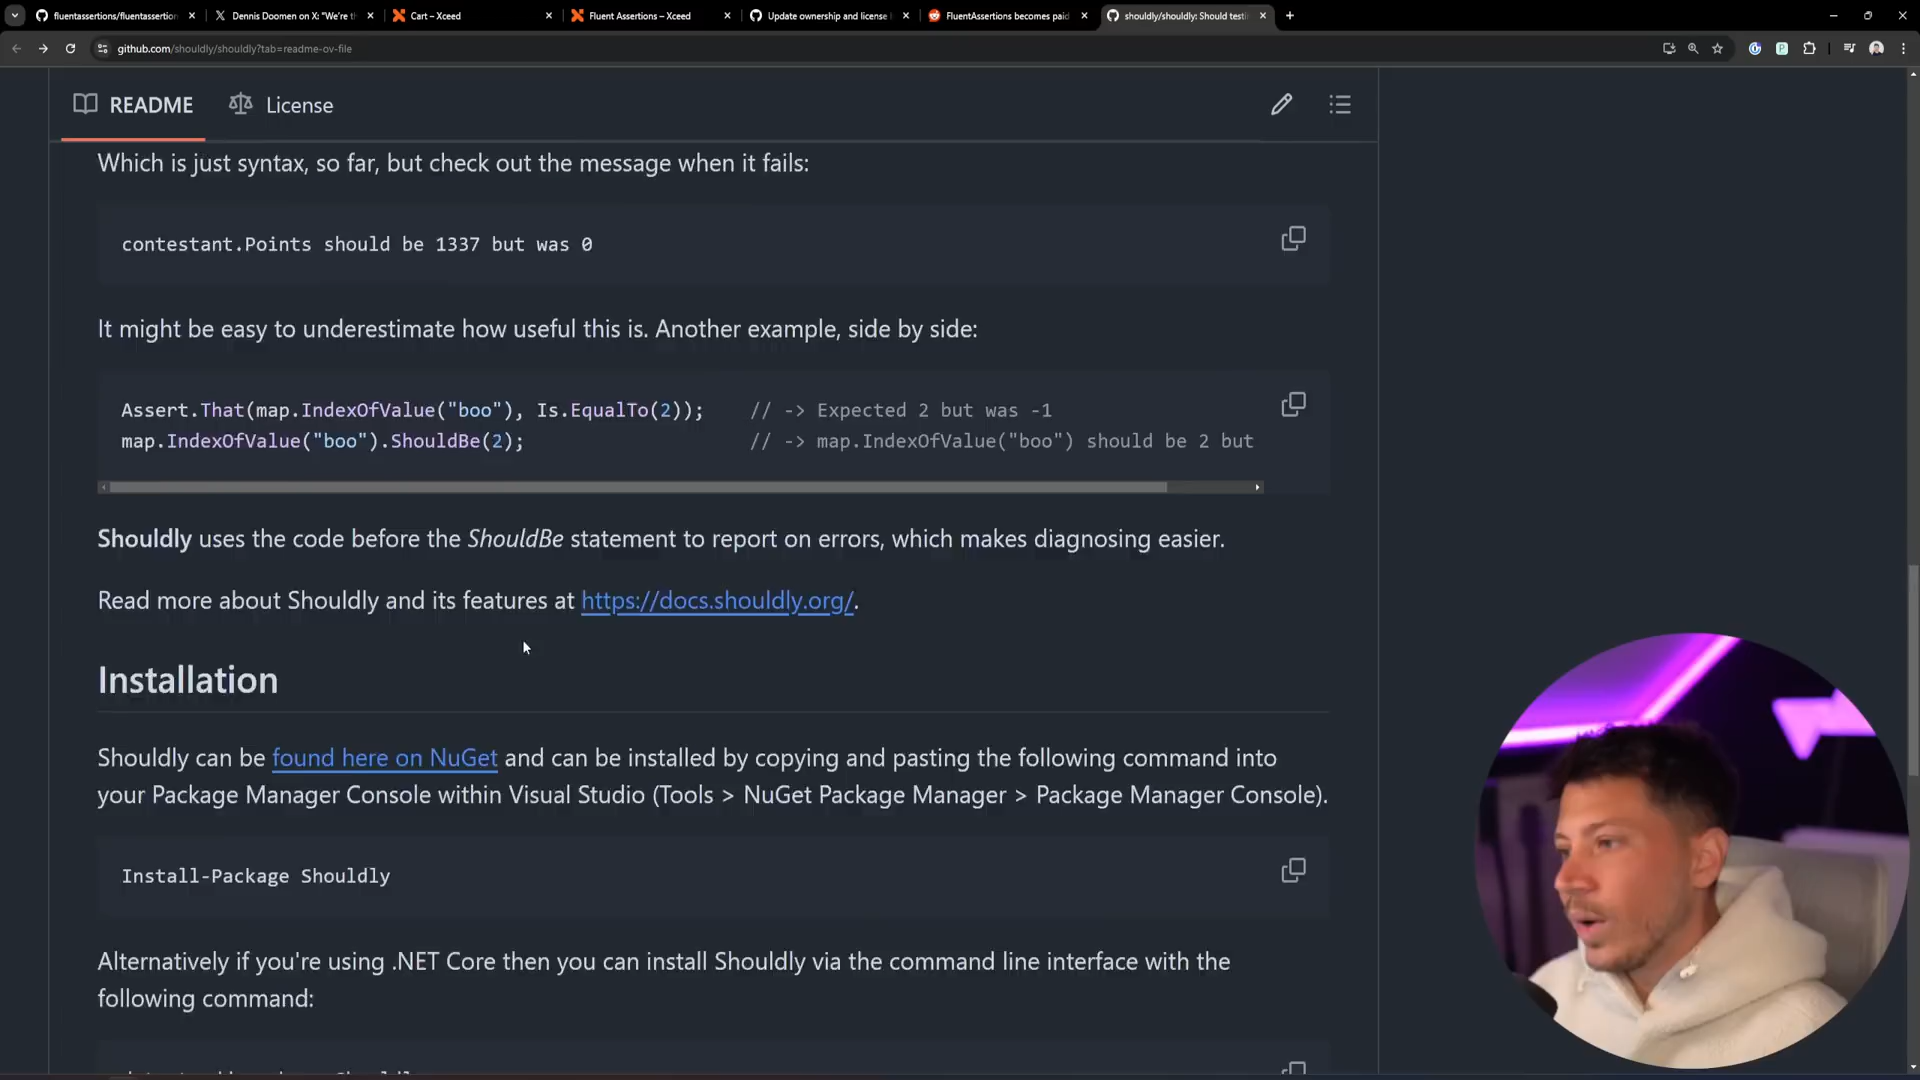 fluentassertions/fluentassertion
Dennis Doomen on X: "We're th
Cart – Xceed
Fluent Assertions – Xceed
Update ownership and license
FluentAssertions becomes paid
shouldly/shouldly: Should testi
github.com/shouldly/shouldly?tab=readme-ov-file
README
License
Which is just syntax, so far, but check out the message when it fails:
contestant.Points should be 1337 but was 0
It might be easy to underestimate how useful this is. Another example, side by side:
Assert.That(map.IndexOfValue("boo"), Is.EqualTo(2));    // -> Expected 2 but was -1
map.IndexOfValue("boo").ShouldBe(2);    // -> map.IndexOfValue("boo") should be 2 but
Shouldly uses the code before the ShouldBe statement to report on errors, which makes diagnosing easier.
Read more about Shouldly and its features at https://docs.shouldly.org/.
Installation
Shouldly can be found here on NuGet and can be installed by copying and pasting the following command into
your Package Manager Console within Visual Studio (Tools > NuGet Package Manager > Package Manager Console).
Install-Package Shouldly
Alternatively if you're using .NET Core then you can install Shouldly via the command line interface with the
following command: